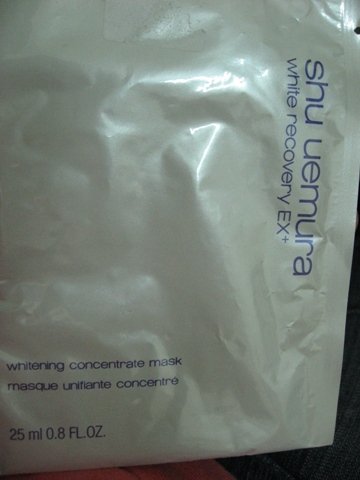 shu uemura
white recovery EX+
whitening concentrate mask
masque unifiante concentré
25 ml 0.8 FL.OZ.